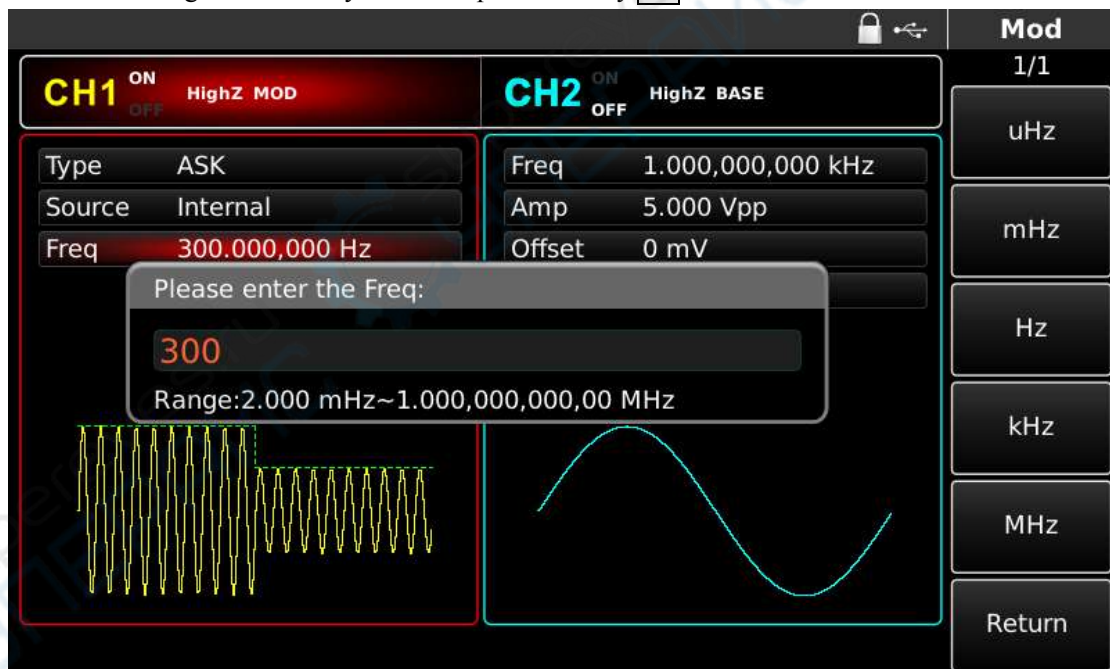 Mod
1/1
CH1 ON OFF HighZ MOD
CH2 ON OFF HighZ BASE
uHz
Type ASK
Freq 1.000,000,000 kHz
Source Internal
Amp 5.000 Vpp
mHz
Freq 300.000,000 Hz
Offset 0 mV
Please enter the Freq:
300
Range:2.000 mHz~1.000,000,000,00 MHz
Hz
kHz
MHz
Return